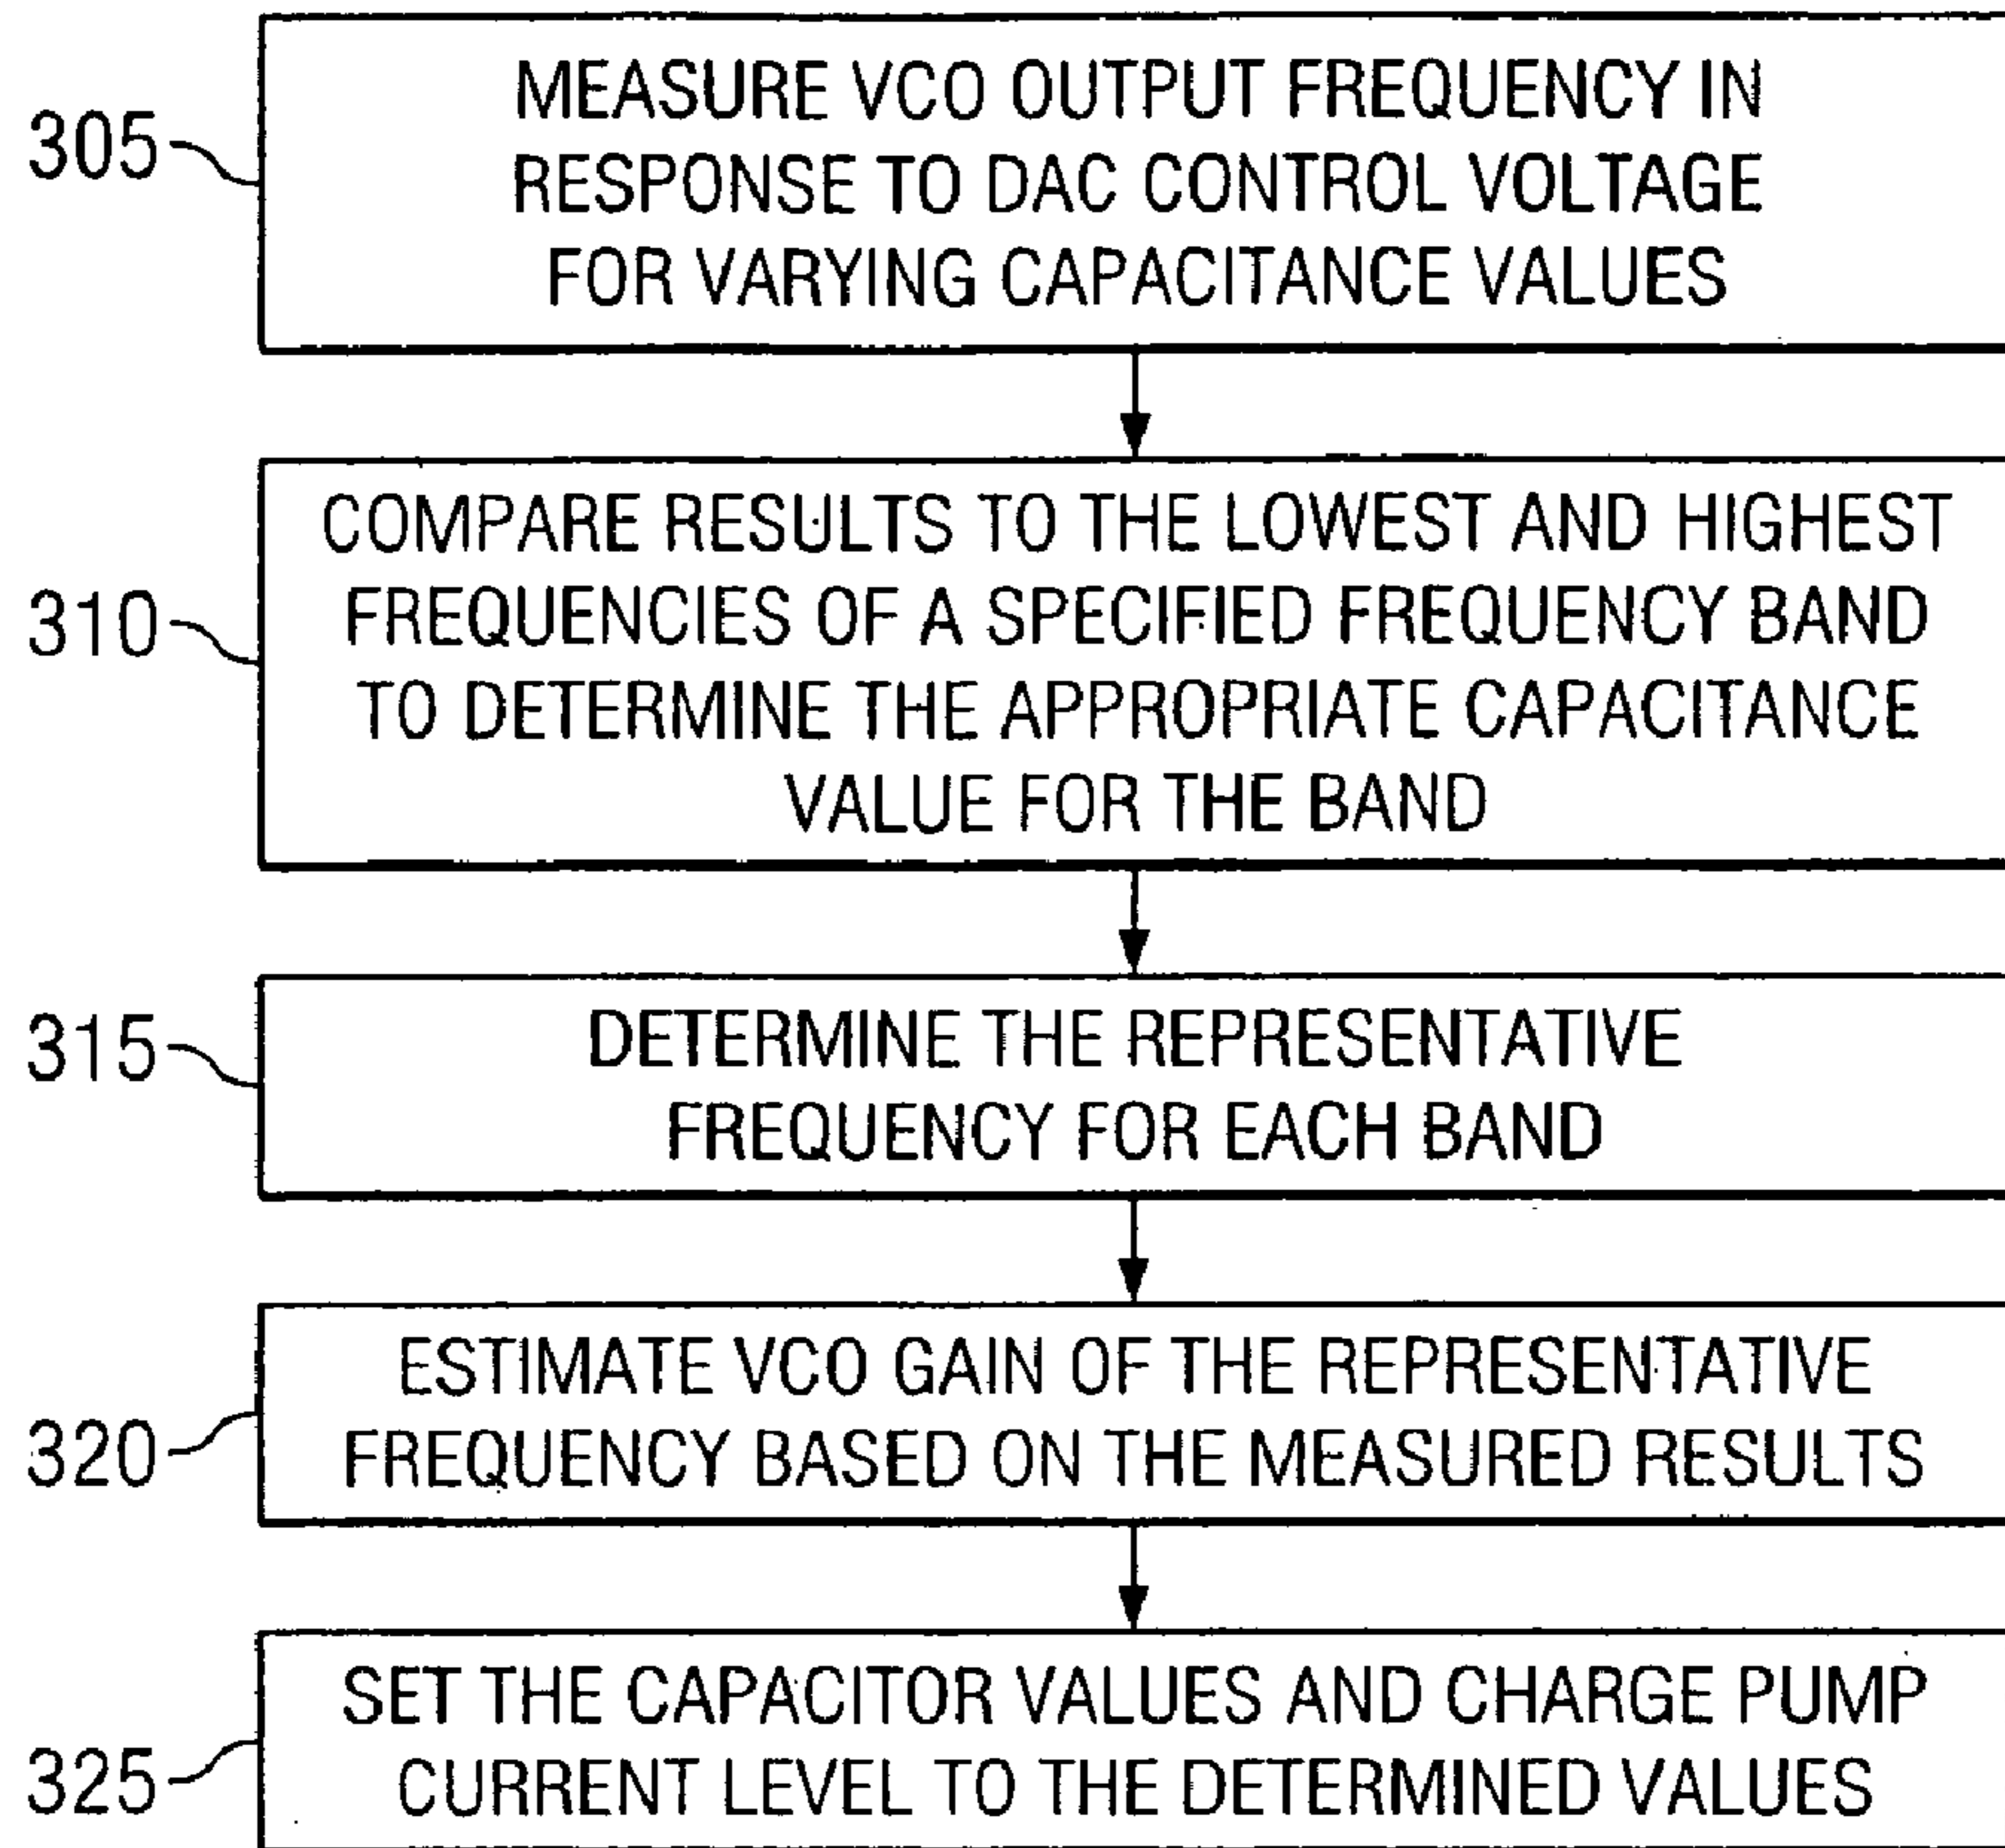 305
MEASURE VCO OUTPUT FREQUENCY IN
RESPONSE TO DAC CONTROL VOLTAGE
FOR VARYING CAPACITANCE VALUES
310
COMPARE RESULTS TO THE LOWEST AND HIGHEST
FREQUENCIES OF A SPECIFIED FREQUENCY BAND
TO DETERMINE THE APPROPRIATE CAPACITANCE
VALUE FOR THE BAND
315
DETERMINE THE REPRESENTATIVE
FREQUENCY FOR EACH BAND
320
ESTIMATE VCO GAIN OF THE REPRESENTATIVE
FREQUENCY BASED ON THE MEASURED RESULTS
325
SET THE CAPACITOR VALUES AND CHARGE PUMP
CURRENT LEVEL TO THE DETERMINED VALUES